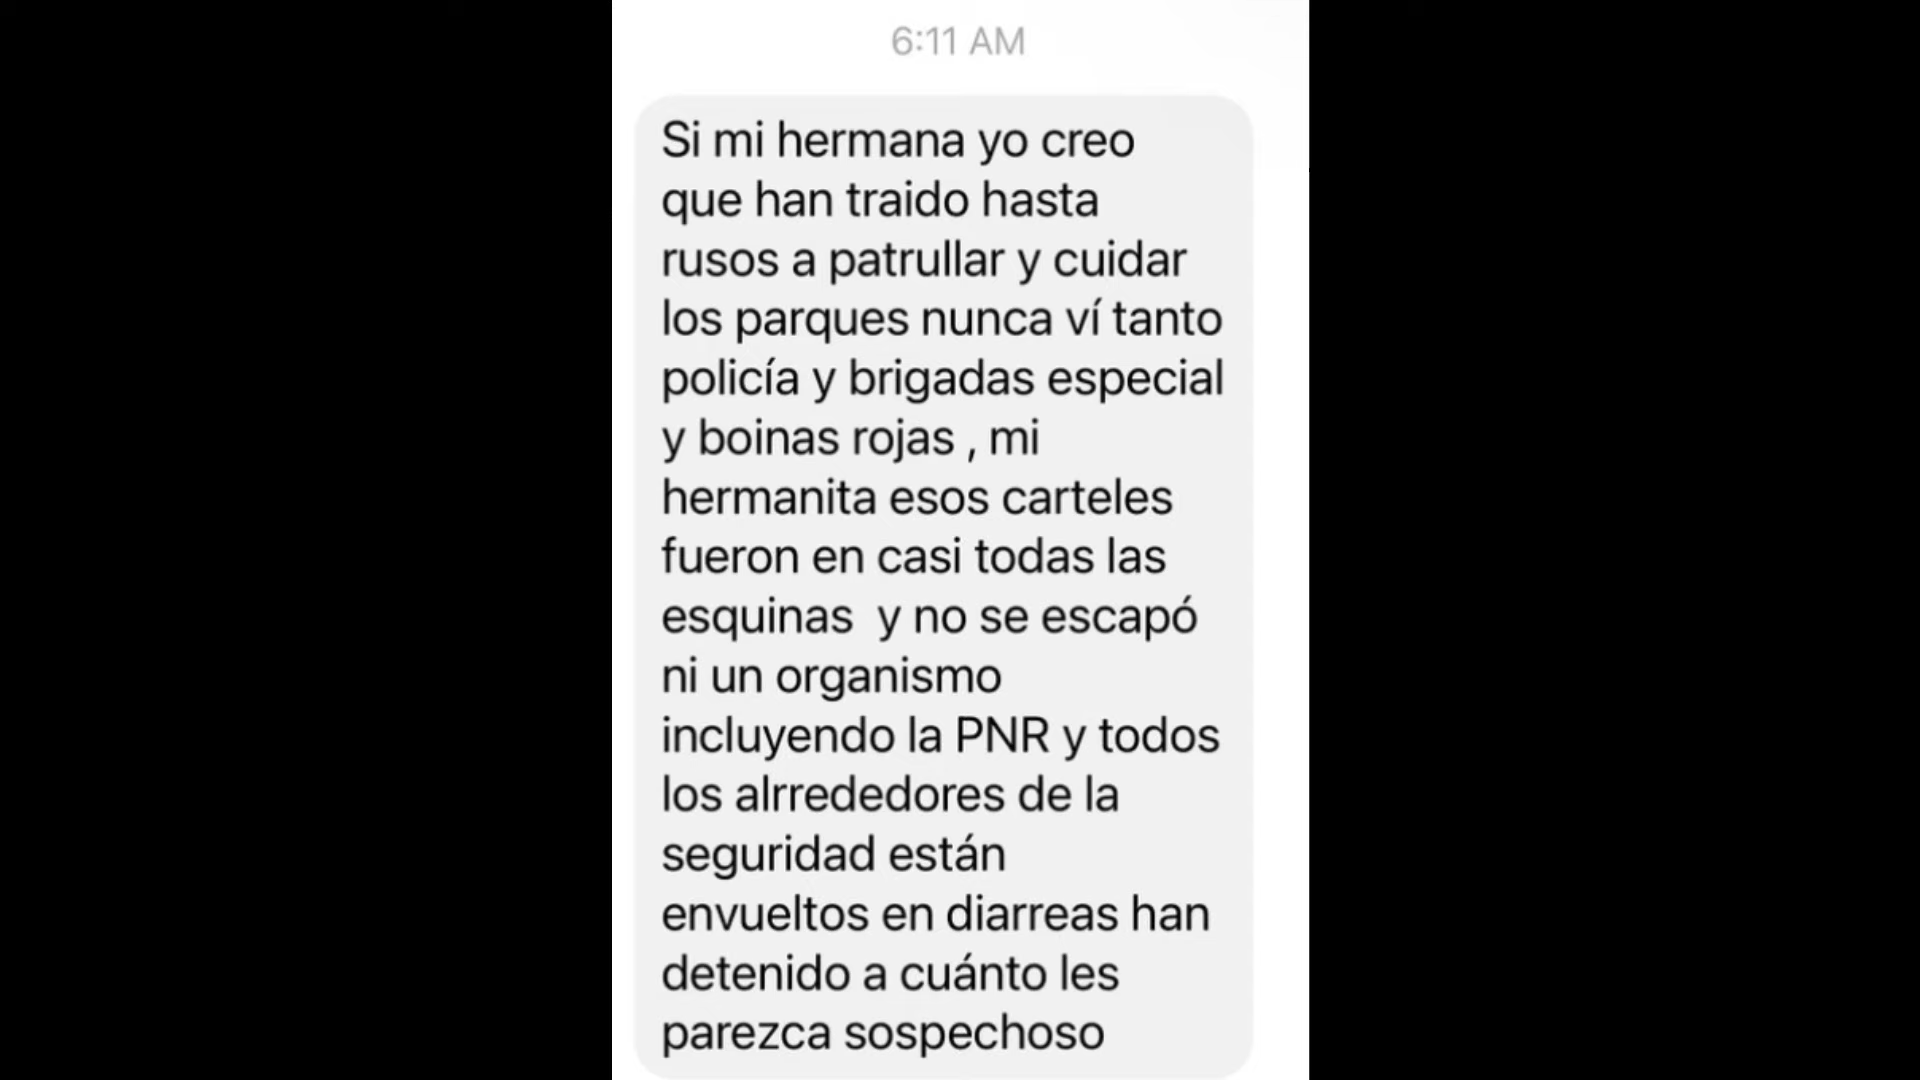 6:11 AM
Si mi hermana yo creo
que han traido hasta
rusos a patrullar y cuidar
los parques nunca ví tanto
policía y brigadas especial
y boinas rojas , mi
hermanita esos carteles
fueron en casi todas las
esquinas  y no se escapó
ni un organismo
incluyendo la PNR y todos
los alrrededores de la
seguridad están
envueltos en diarreas han
detenido a cuánto les
parezca sospechoso